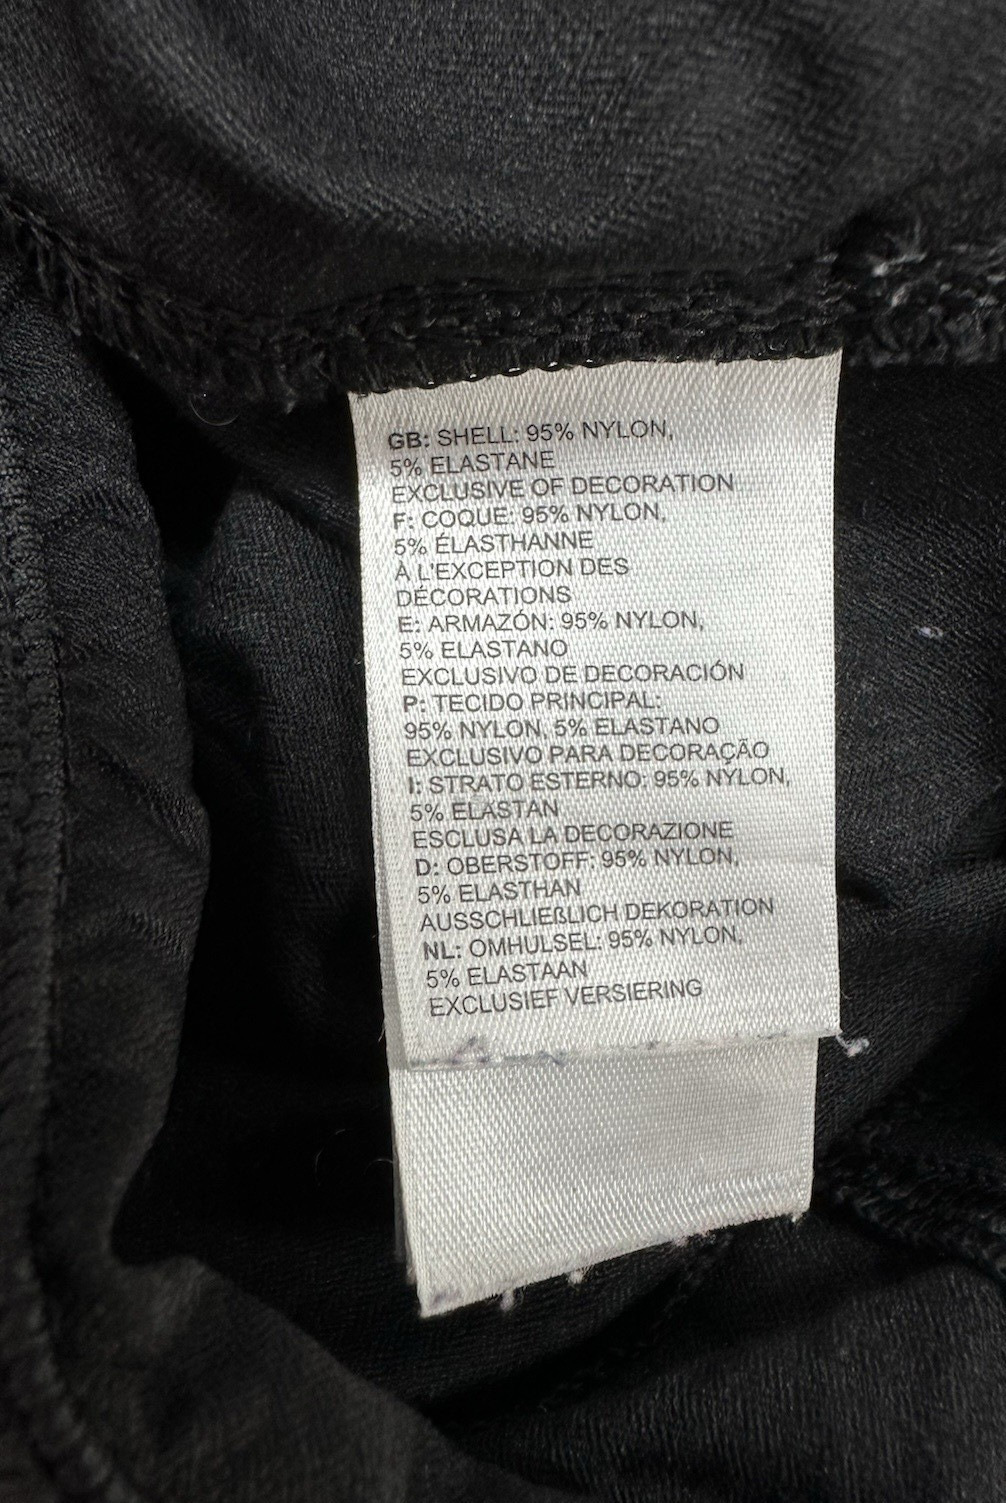 GB: SHELL: 95% NYLON,
5% ELASTANE
EXCLUSIVE OF DECORATION
F: COQUE: 95% NYLON,
5% ÉLASTHANNE
À L'EXCEPTION DES
DÉCORATIONS
E: ARMAZÓN: 95% NYLON,
5% ELASTANO
EXCLUSIVO DE DECORACIÓN
P: TECIDO PRINCIPAL:
95% NYLON, 5% ELASTANO
EXCLUSIVO PARA DECORAÇÃO
I: STRATO ESTERNO: 95% NYLON,
5% ELASTAN
ESCLUSA LA DECORAZIONE
D: OBERSTOFF: 95% NYLON,
5% ELASTHAN
AUSSCHLIEßLICH DEKORATION
NL: OMHULSEL: 95% NYLON,
5% ELASTAAN
EXCLUSIEF VERSIERING